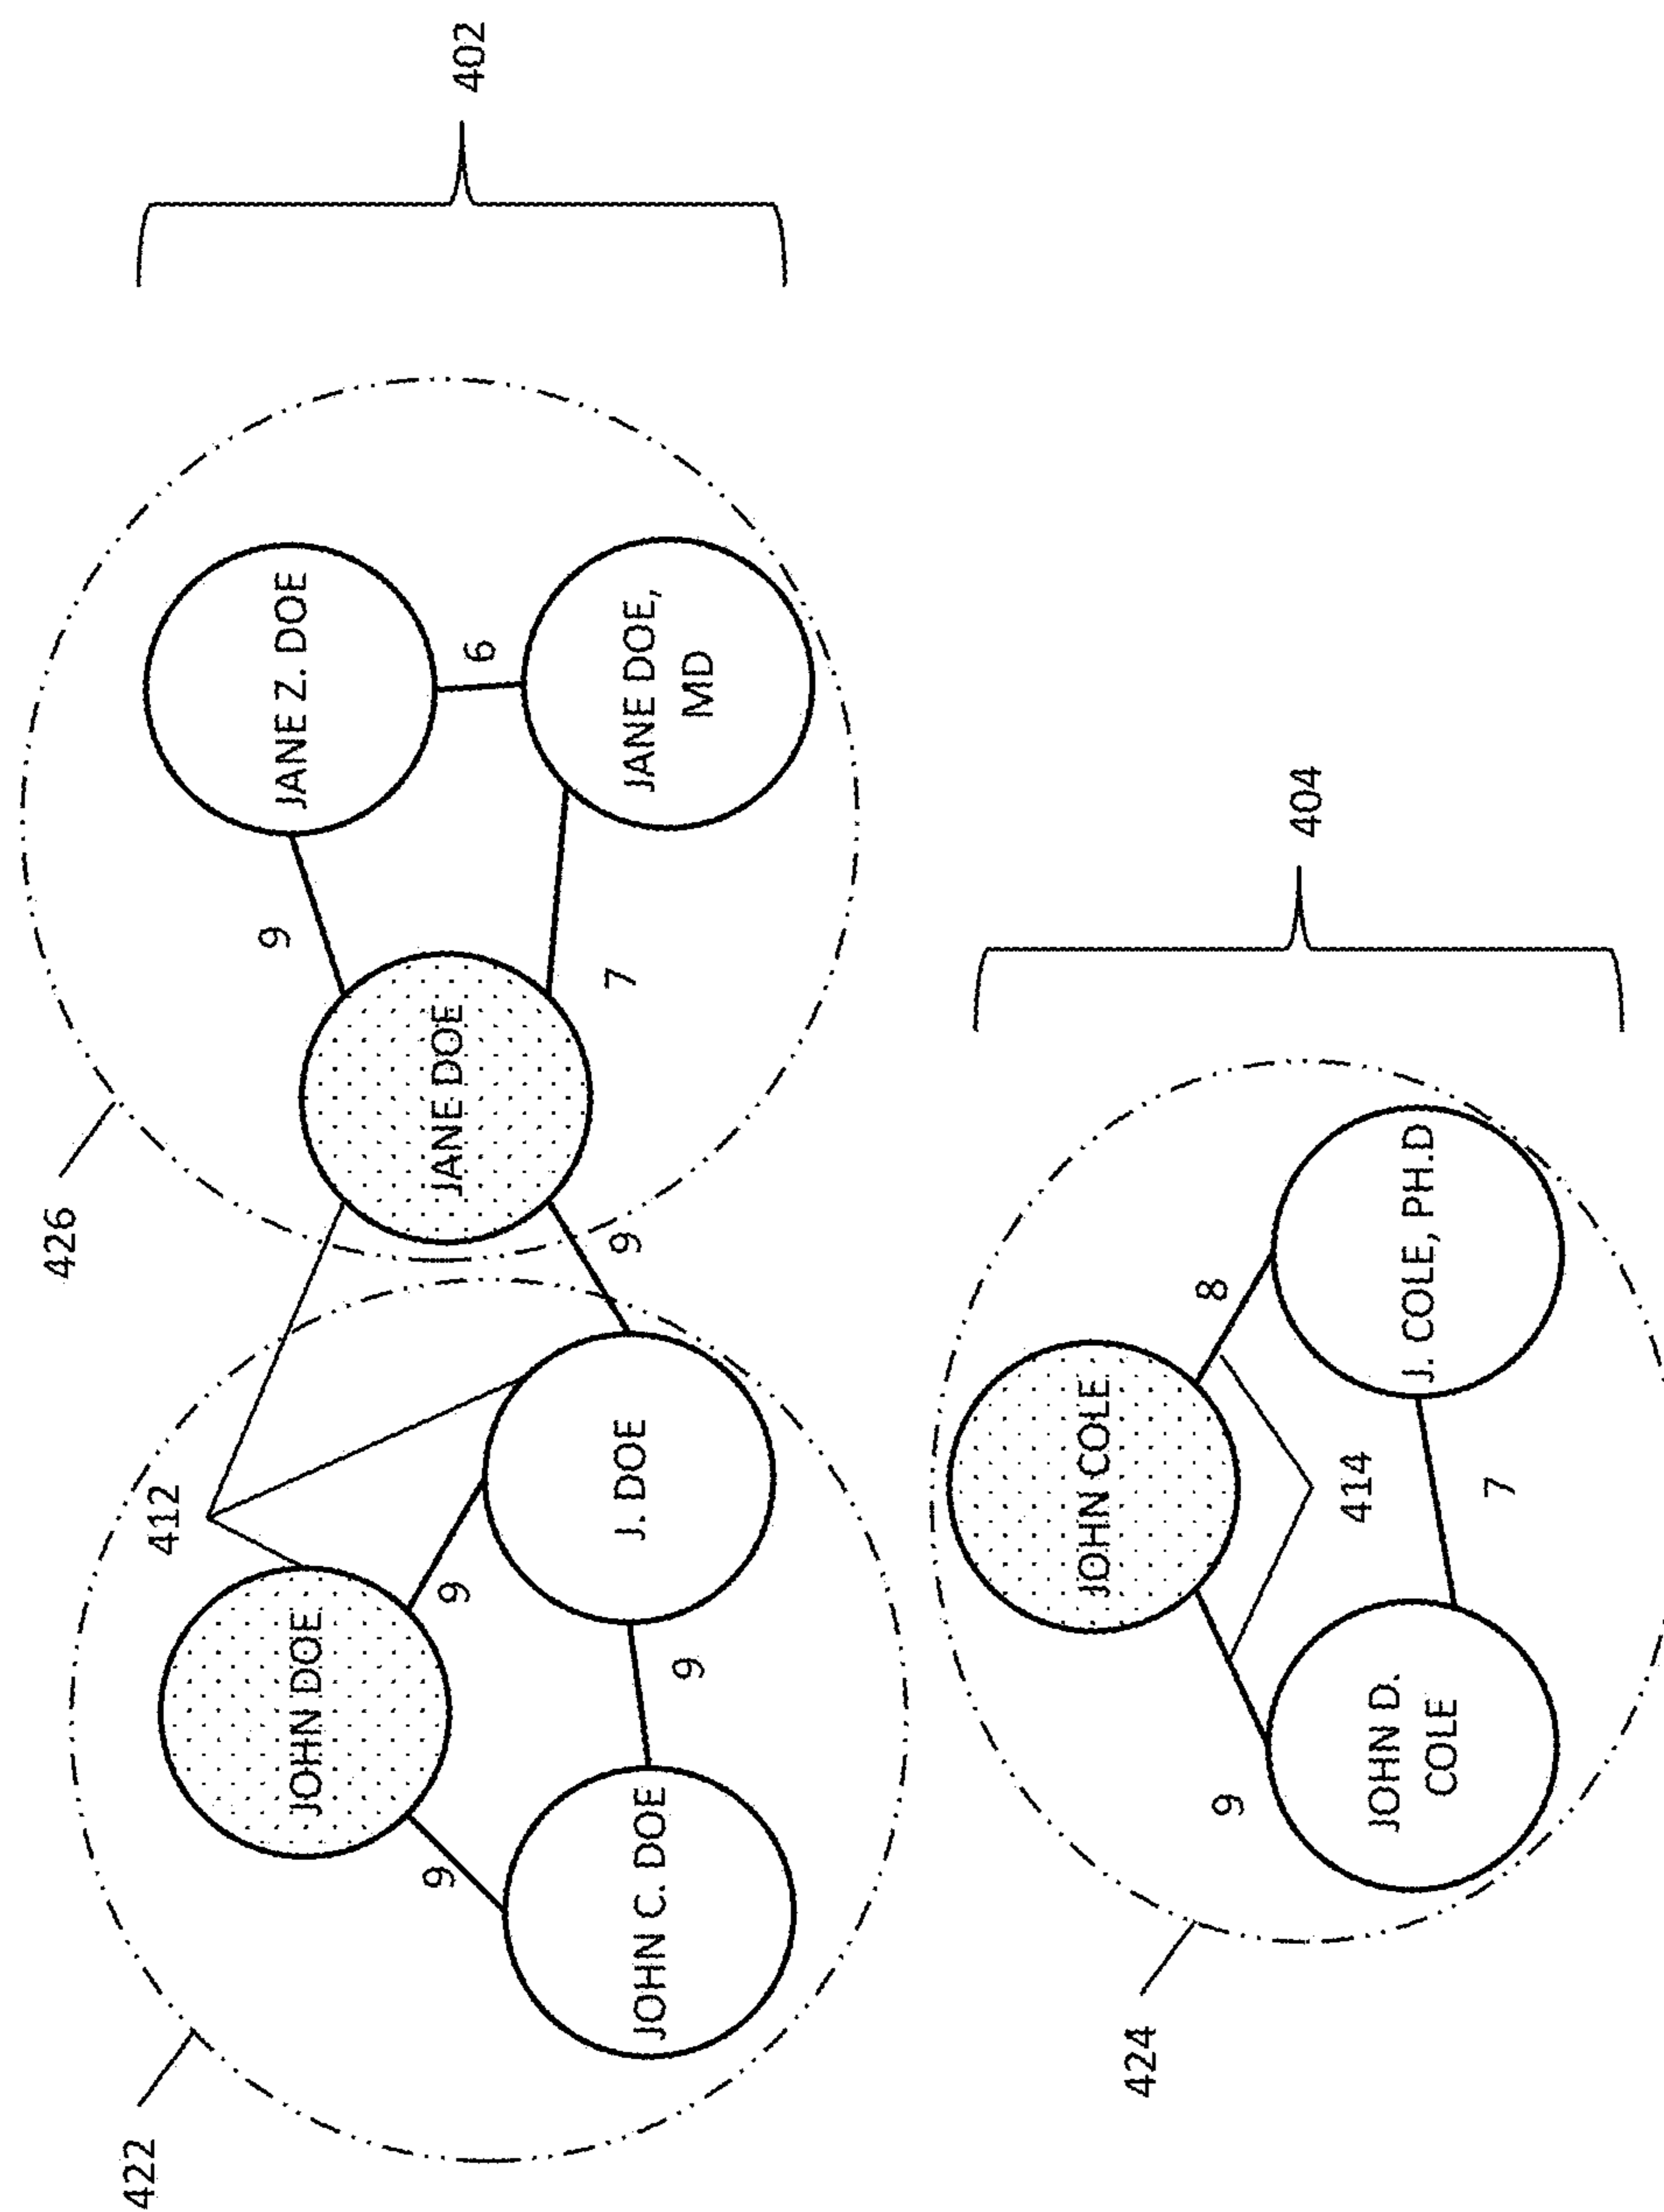 422
412
426
JOHN DOE
9
9
JOHN C. DOE
9
J. DOE
9
JANE DOE
9
JANE Z. DOE
6
7
JANE DOE,
MD
402
424
JOHN COLE
9
8
414
JOHN D.
COLE
7
J. COLE, PH.D
404